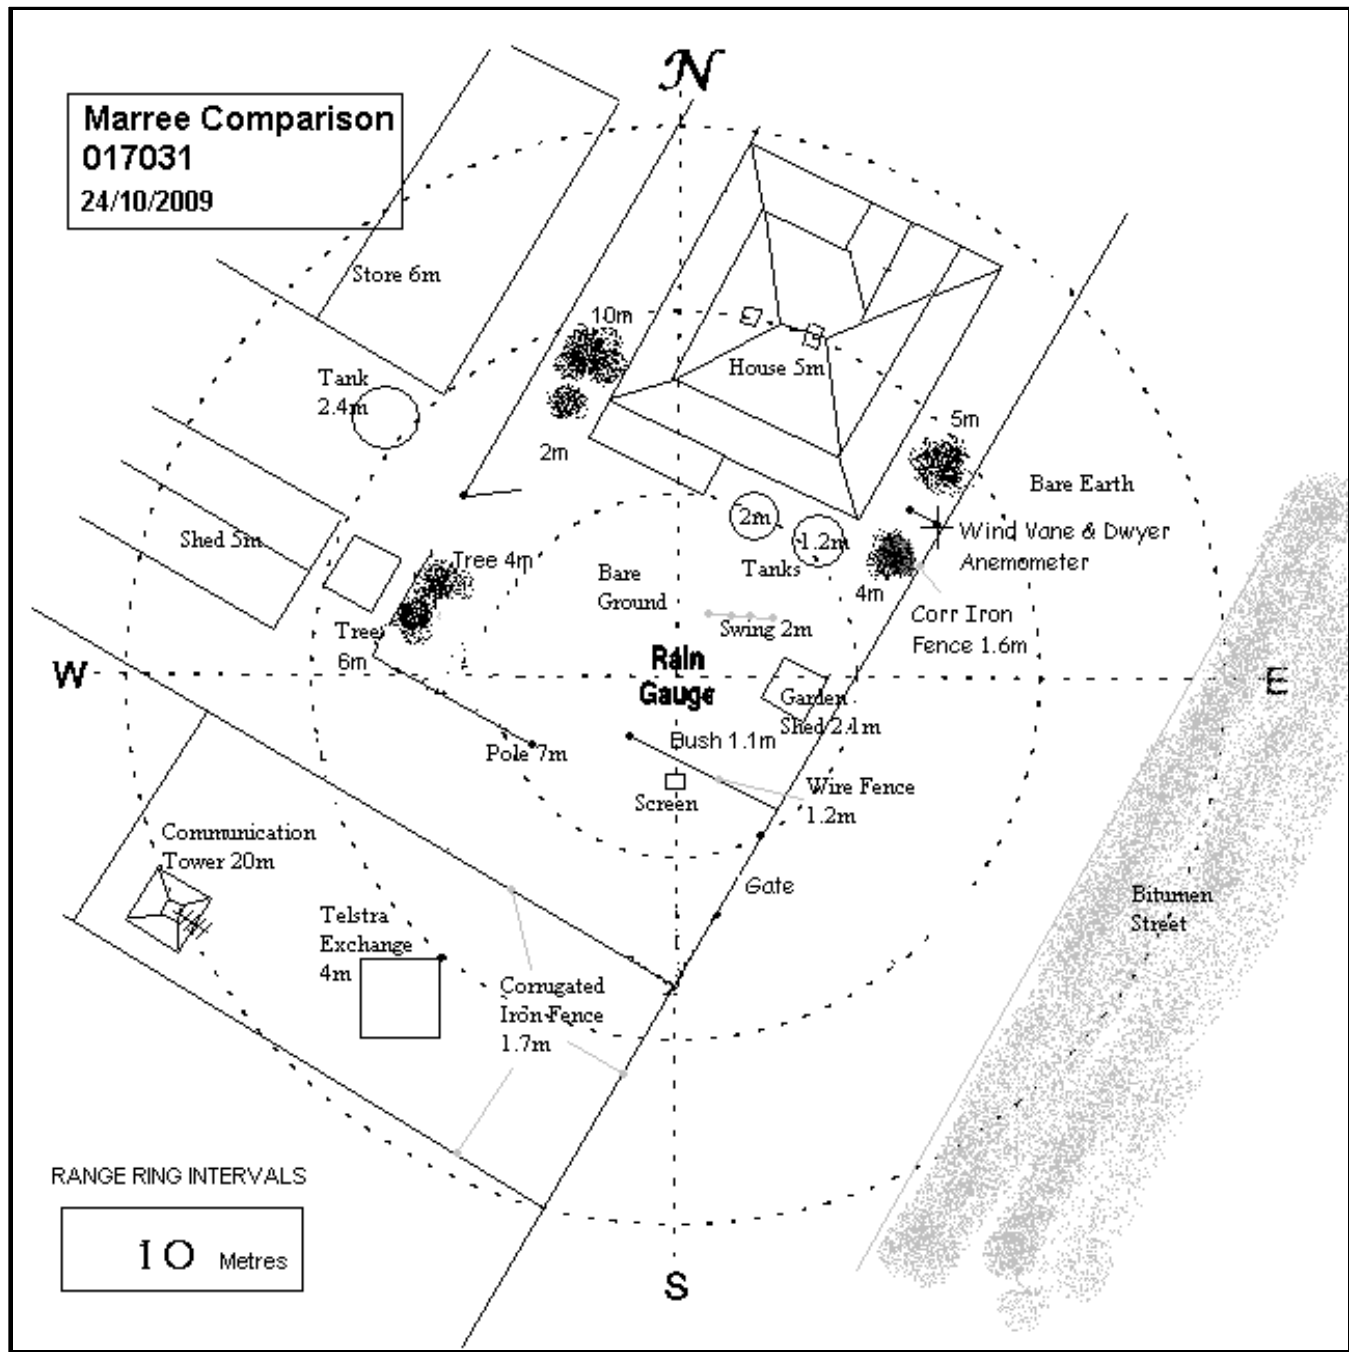 N
Marree Comparison
017031
24/10/2009
Store 6m
10m
Tank
2.4m
House 5m
2m
5m
Bare Earth
Shed 5m
2m
1.2m
Wind Vane & Dwyer
Anemometer
Tree 4m
Bare
Ground
Tanks
4m
Corr Iron
Fence 1.6m
Swing 2m
Tree
6m
W
Rain
Gauge
E
Garden
Shed 2.1m
Pole 7m
Bush 1.1m
Screen
Wire Fence
1.2m
Communication
Tower 20m
Gate
Bitumen
Street
Telstra
Exchange
4m
Corrugated
Iron Fence
1.7m
RANGE RING INTERVALS
10 Metres
S